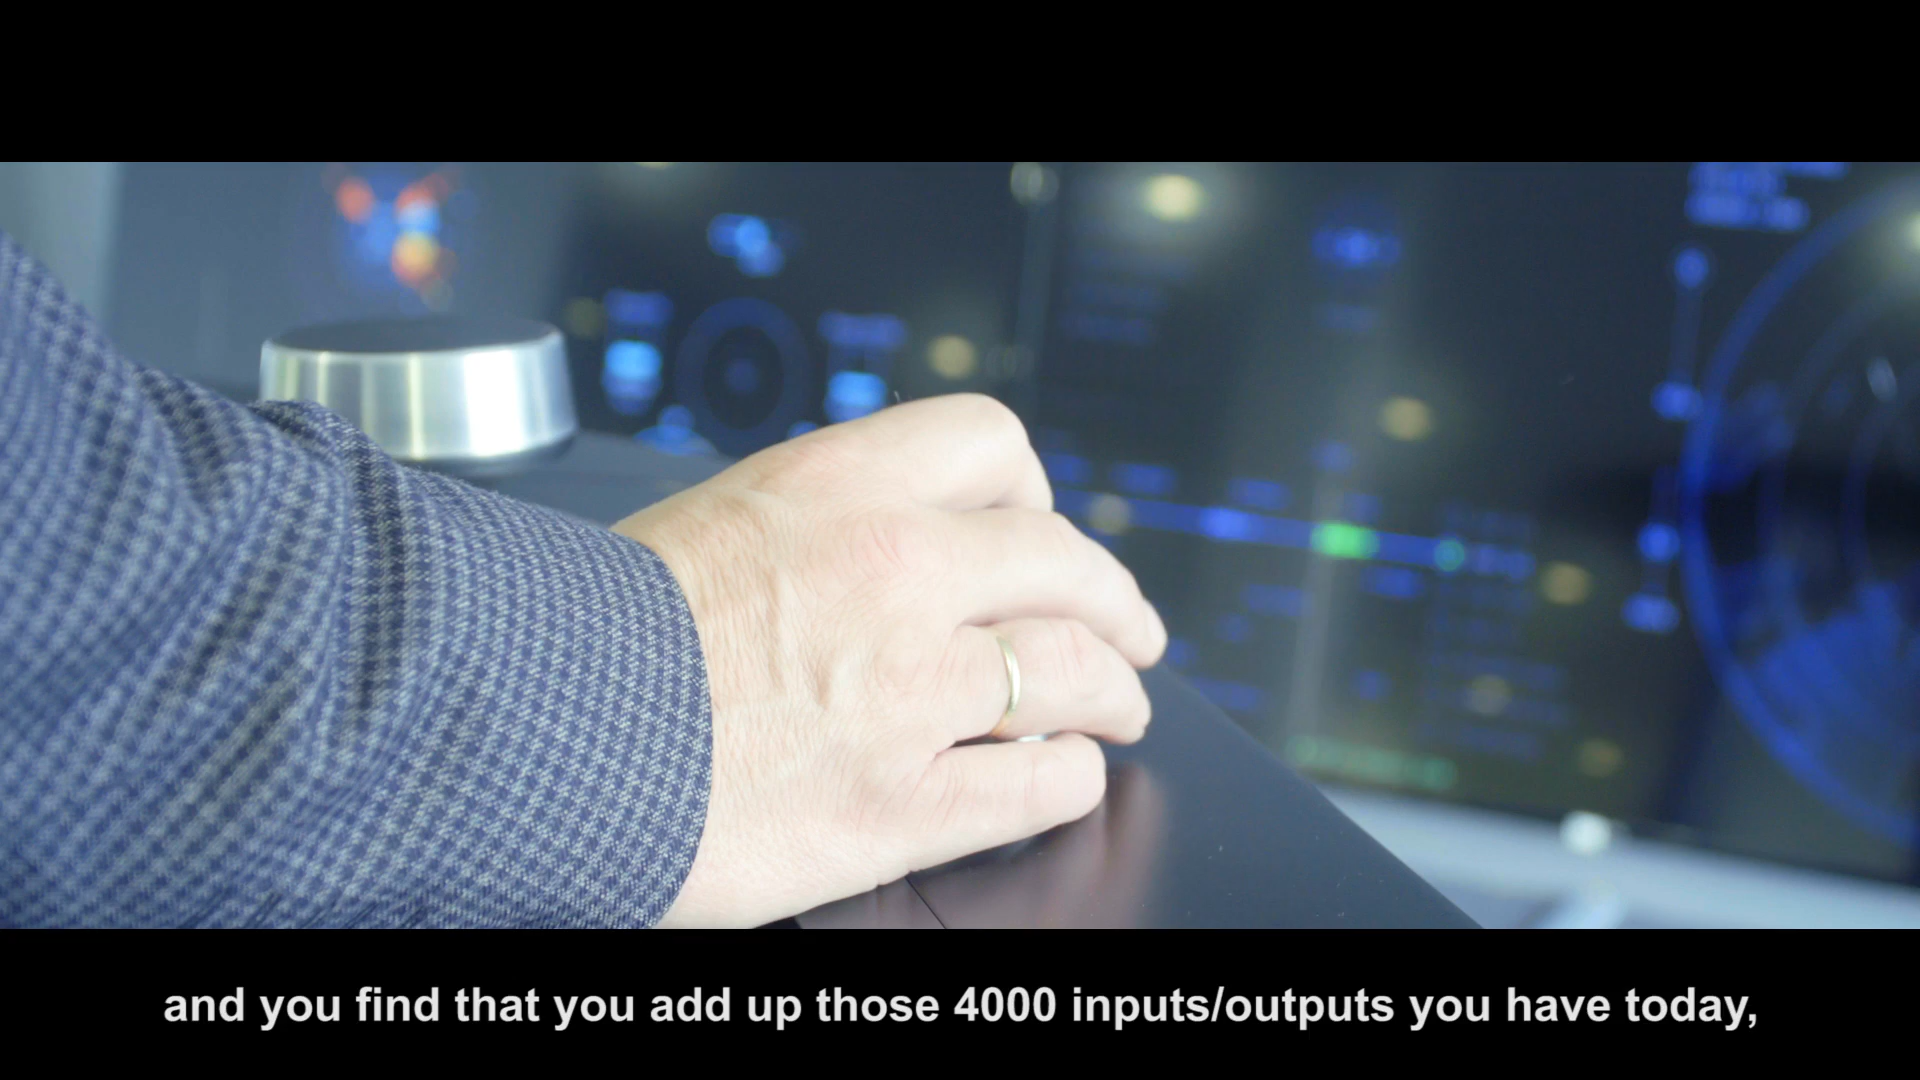 and you find that you add up those 4000 inputs/outputs you have today,